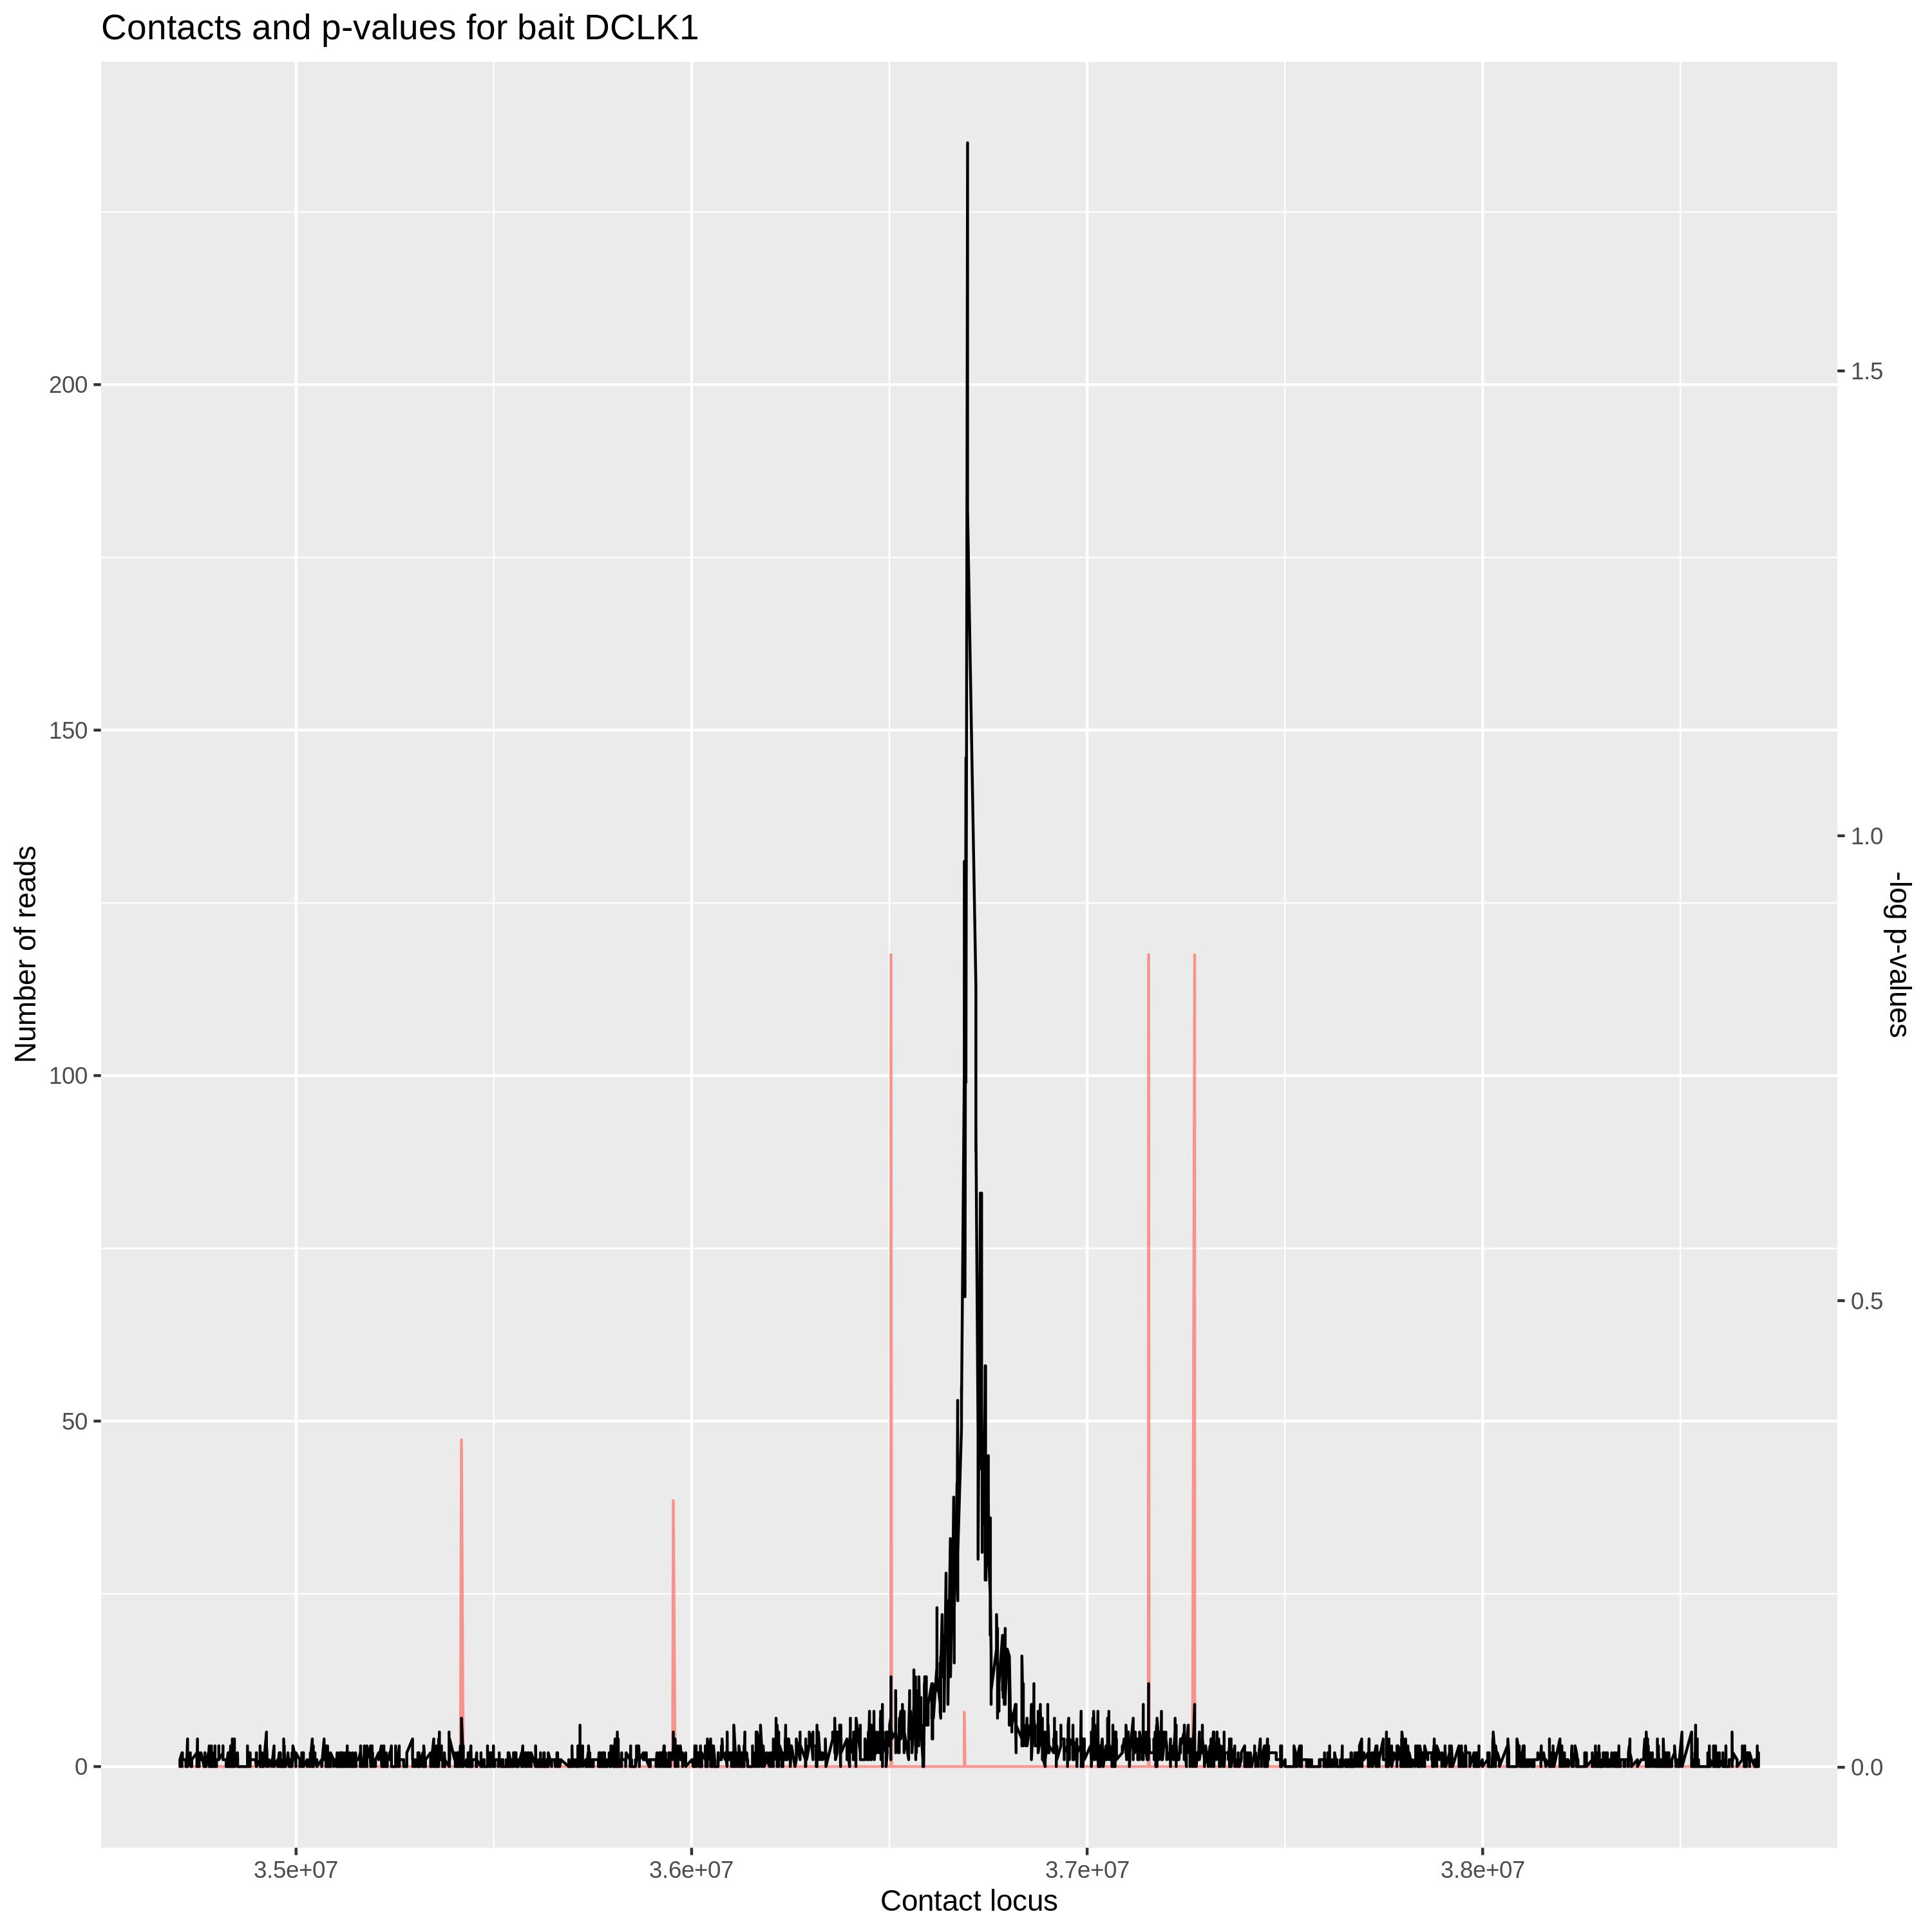 Contacts and p-values for bait DCLK1
Number of reads
200
150
100
50
0
1.5
1.0
0.5
0.0
-log p-values
3.5e+07 3.6e+07 3.7e+07 3.8e+07
Contact locus